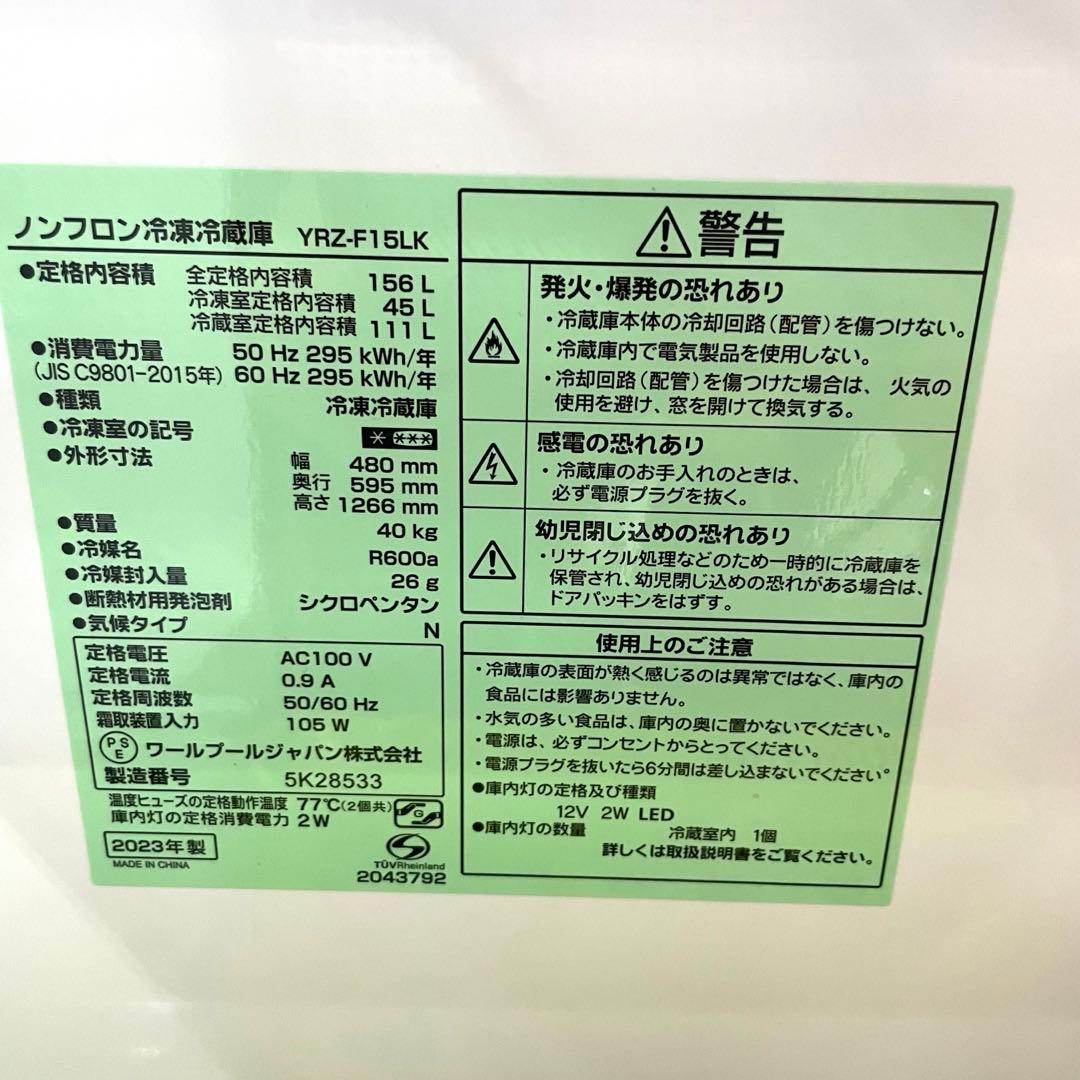 ノンフロン冷凍冷蔵庫 YRZ-F15LK
●定格内容積 全定格内容積 156 L
冷凍室定格内容積 45 L
冷蔵室定格内容積 111 L
●消費電力量 50 Hz 295 kWh/年
(JIS C9801-2015年) 60 Hz 295 kWh/年
●種類 冷凍冷蔵庫
●冷凍室の記号
●外形寸法 幅 480 mm
奥行 595 mm
高さ 1266 mm
●質量 40 kg
●冷媒名 R600a
●冷媒封入量 26 g
●断熱材用発泡剤 シクロペンタン
●気候タイプ N
定格電圧 AC100 V
定格電流 0.9 A
定格周波数 50/60 Hz
霜取装置入力 105 W
PSE ワールプールジャパン株式会社
製造番号 5K28533
温度ヒューズの定格動作温度 77℃(2個共)
庫内灯の定格消費電力 2W
2023年製
MADE IN CHINA
TÜVRheinland
2043792
警告
発火・爆発の恐れあり
・冷蔵庫本体の冷却回路(配管)を傷つけない。
・冷蔵庫内で電気製品を使用しない。
・冷却回路(配管)を傷つけた場合は、火気の
使用を避け、窓を開けて換気する。
感電の恐れあり
・冷蔵庫のお手入れのときは、
必ず電源プラグを抜く。
幼児閉じ込めの恐れあり
・リサイクル処理などのため一時的に冷蔵庫を
保管され、幼児閉じ込めの恐れがある場合は、
ドアパッキンをはずす。
使用上のご注意
・冷蔵庫の表面が熱く感じるのは異常ではなく、庫内の
食品には影響ありません。
・水気の多い食品は、庫内の奥に置かないでください。
・電源は、必ずコンセントからとってください。
・電源プラグを抜いたら6分間は差し込まないでください。
●庫内灯の定格及び種類
12V 2W LED
●庫内灯の数量 冷蔵室内 1個
詳しくは取扱説明書をご覧ください。